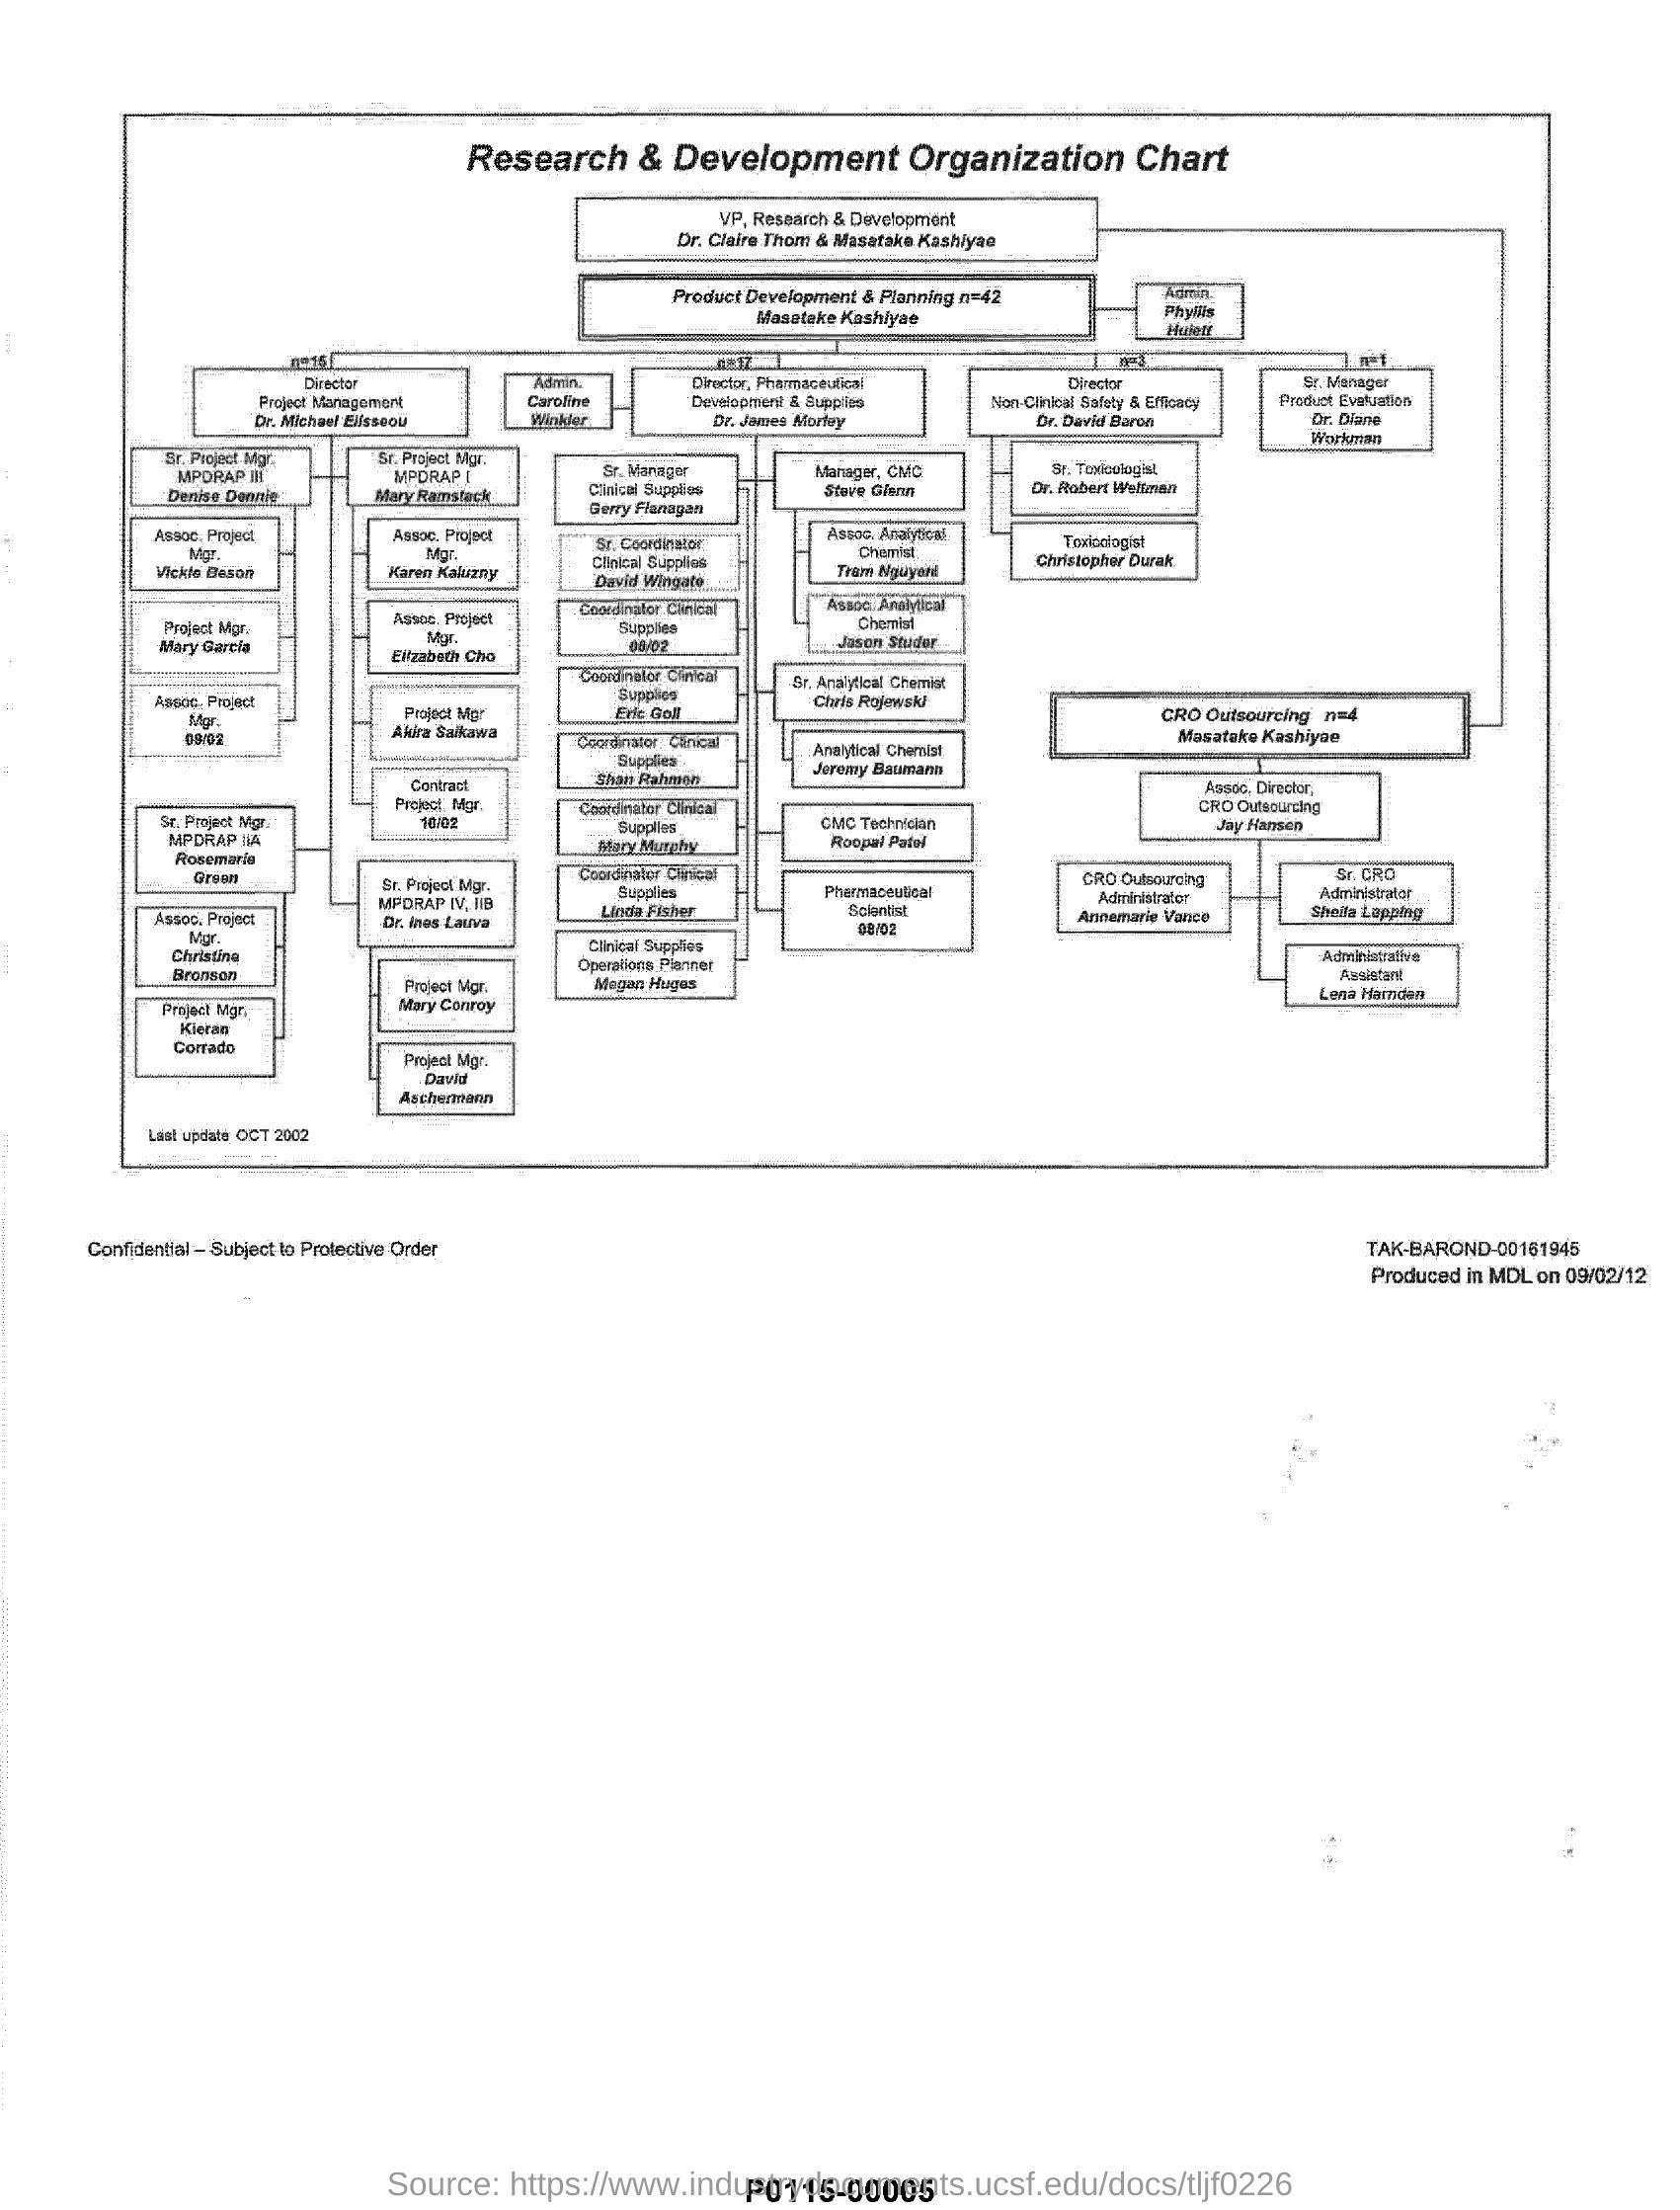 Research & Development Organization Chart
VP, Research & Development
Dr. Claire Thom & Masatake Kashiyae
Product Development & Planning n=42
Masatake Kashiyae
Admin.
Phyllis
Hulett
n=16
n=17
n=3
n=1
Director
Project Management
Dr. Michael Elisseou
Admin.
Caroline
Winkler
Director, Pharmaceutical
Development & Supplies
Dr. James Morley
Director
Non-Clinical Safety & Efficacy
Dr. David Baron
Sr. Manager
Product Evaluation
Dr. Diane
Workman
Sr. Project Mgr.
MPDRAP III
Denise Dennie
Assoc. Project
Mgr.
Vickie Beson
Project Mgr.
Mary Garcia
Assoc. Project
Mgr.
09/02
Sr. Project Mgr.
MPDRAP I
Mary Ramstack
Assoc. Project
Mgr.
Karen Kaluzny
Assoc. Project
Mgr.
Elizabeth Cho
Project Mgr
Akira Saikawa
Contract
Project Mgr.
10/02
Sr. Project Mgr.
MPDRAP IIA
Rosemarie
Green
Assoc. Project
Mgr.
Christine
Bronson
Project Mgr.
Kieran
Corrado
Sr. Project Mgr.
MPDRAP IV, IIB
Dr. Ines Lauva
Project Mgr.
Mary Conroy
Project Mgr.
David
Aschermann
Sr. Manager
Clinical Supplies
Gerry Flanagan
Sr. Coordinator
Clinical Supplies
David Wingate
Coordinator Clinical
Supplies
Coordinator Clinical
Supplies
Eric Goll
Coordinator Clinical
Supplies
Shan Rahmen
Coordinator Clinical
Supplies
Mary Murphy
Coordinator Clinical
Supplies
Linda Fisher
Clinical Supplies
Operations Planner
Megan Huges
Manager, CMC
Steve Glenn
Assoc. Analytical
Chemist
Tram Nguyent
Assoc. Analytical
Chemist
Jason Studer
Sr. Analytical Chemist
Chris Rojewski
Analytical Chemist
Jeremy Baumann
CMC Technician
Roopal Patel
Pharmaceutical
Scientist
08/02
Sr. Toxicologist
Dr. Robert Weltman
Toxicologist
Christopher Durak
CRO Outsourcing n=4
Masatake Kashiyae
Assoc. Director,
CRO Outsourcing
Jay Hansen
CRO Outsourcing
Administrator
Annemarie Vance
Sr. CRO
Administrator
Sheila Lapping
Administrative
Assistant
Lena Harnden
Last update OCT 2002
Confidential – Subject to Protective Order
TAK-BAROND-00161945
Produced in MDL on 09/02/12
Source: https://www.industrydocuments.ucsf.edu/docs/tljf0226
P0115-00005